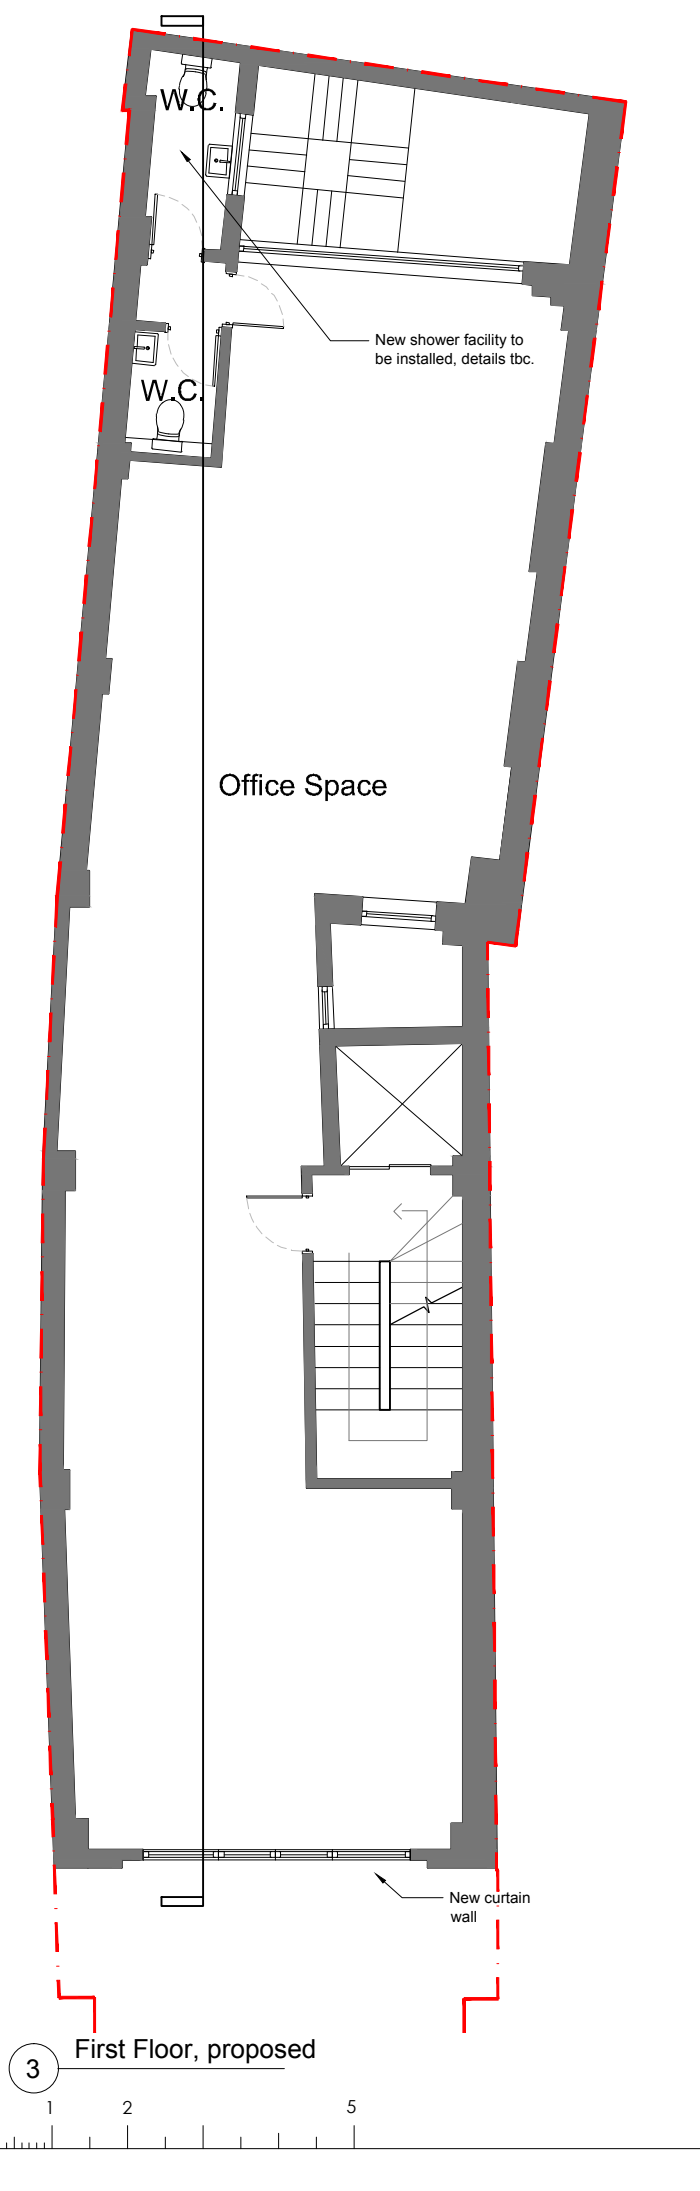 W.C.
New shower facility to
be installed, details tbc.
W.C.
Office Space
New curtain
wall
3 First Floor, proposed
1 2 5